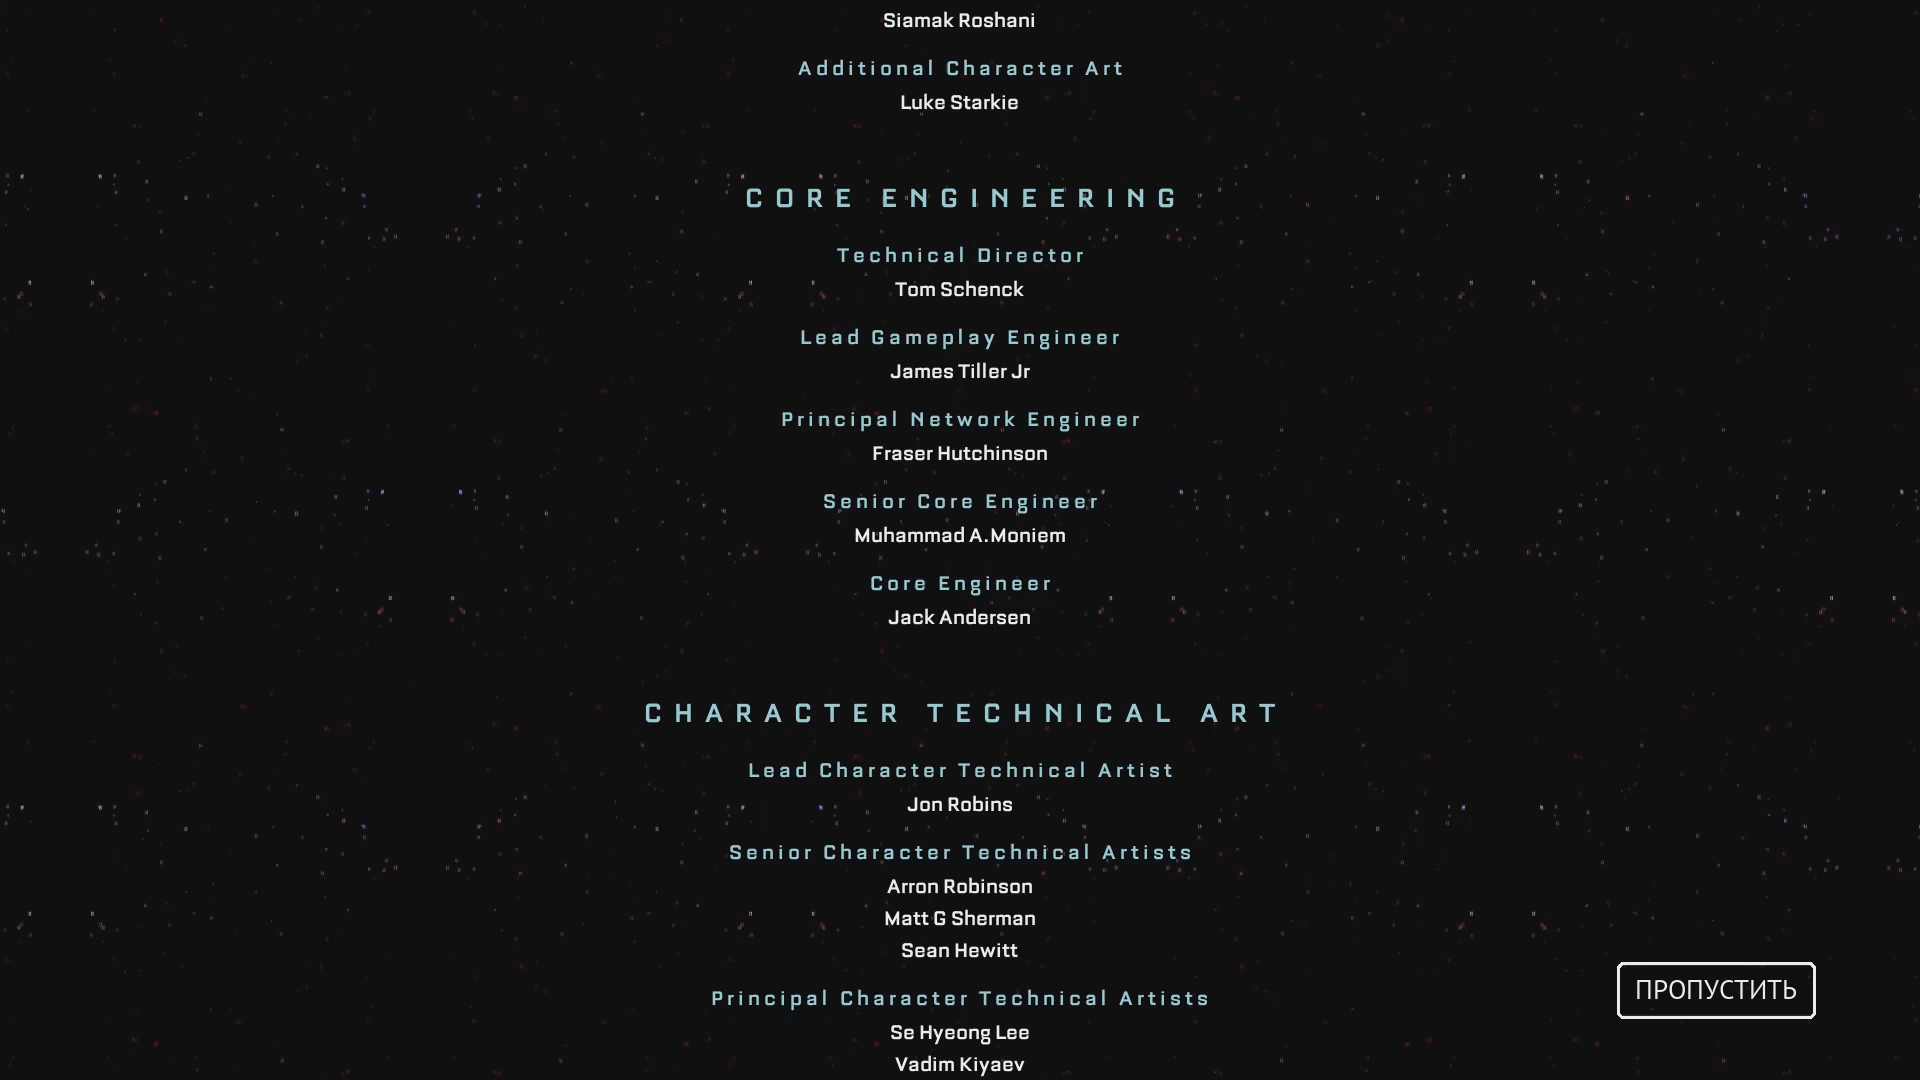 Siamak Roshani
Additional Character Art
Luke Starkie
CORE ENGINEERING
Technical Director
Tom Schenck
Lead Gameplay Engineer
James Tiller Jr
Principal Network Engineer
Fraser Hutchinson
Senior Core Engineer
Muhammad A.Moniem
Core Engineer
Jack Andersen
CHARACTER TECHNICAL ART
Lead Character Technical Artist
Jon Robins
Senior Character Technical Artists
Arron Robinson
Matt G Sherman
Sean Hewitt
Principal Character Technical Artists
Se Hyeong Lee
Vadim Kiyaev
ПРОПУСТИТЬ